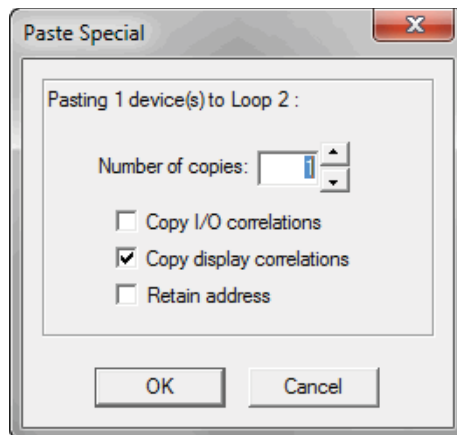 Paste Special
Pasting 1 device(s) to Loop 2 :
Number of copies: 1
Copy I/O correlations
Copy display correlations
Retain address
OK Cancel